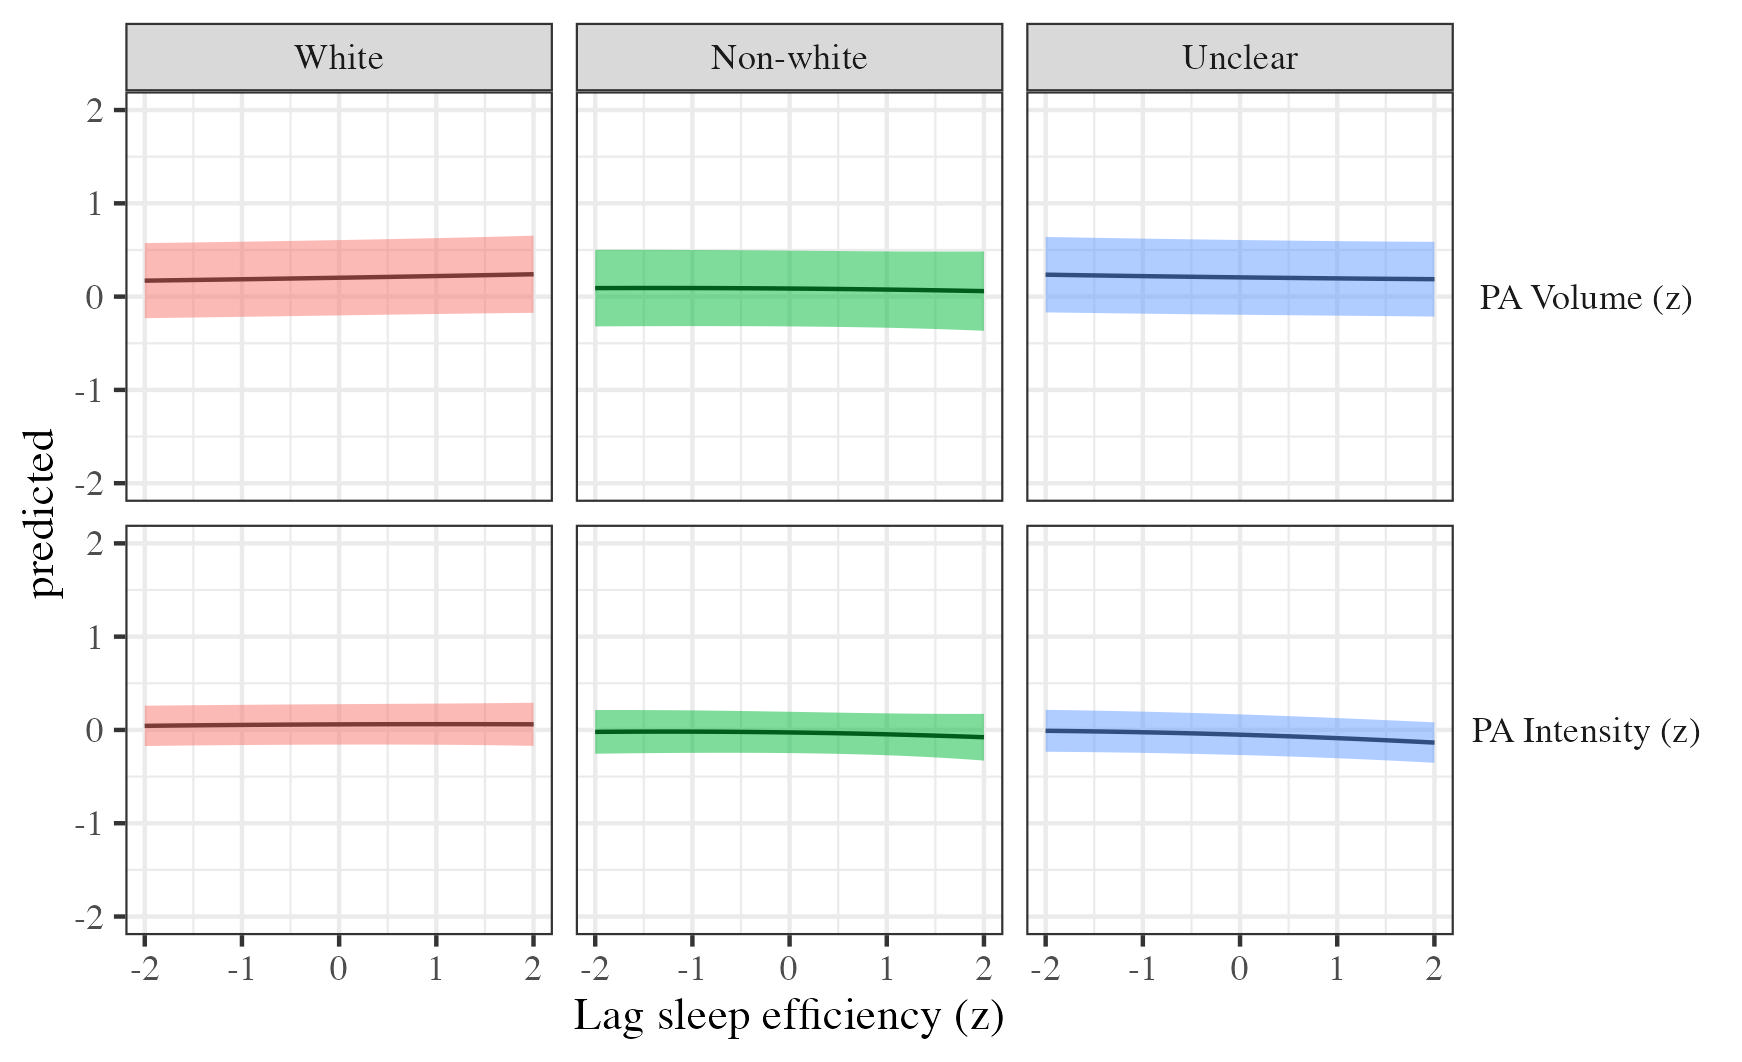 White
Non-white
Unclear
2
1
0
-1
-2
PA Volume (z)
predicted
2
1
0
-1
-2
PA Intensity (z)
-2 -1 0 1 2
-2 -1 0 1 2
-2 -1 0 1 2
Lag sleep efficiency (z)